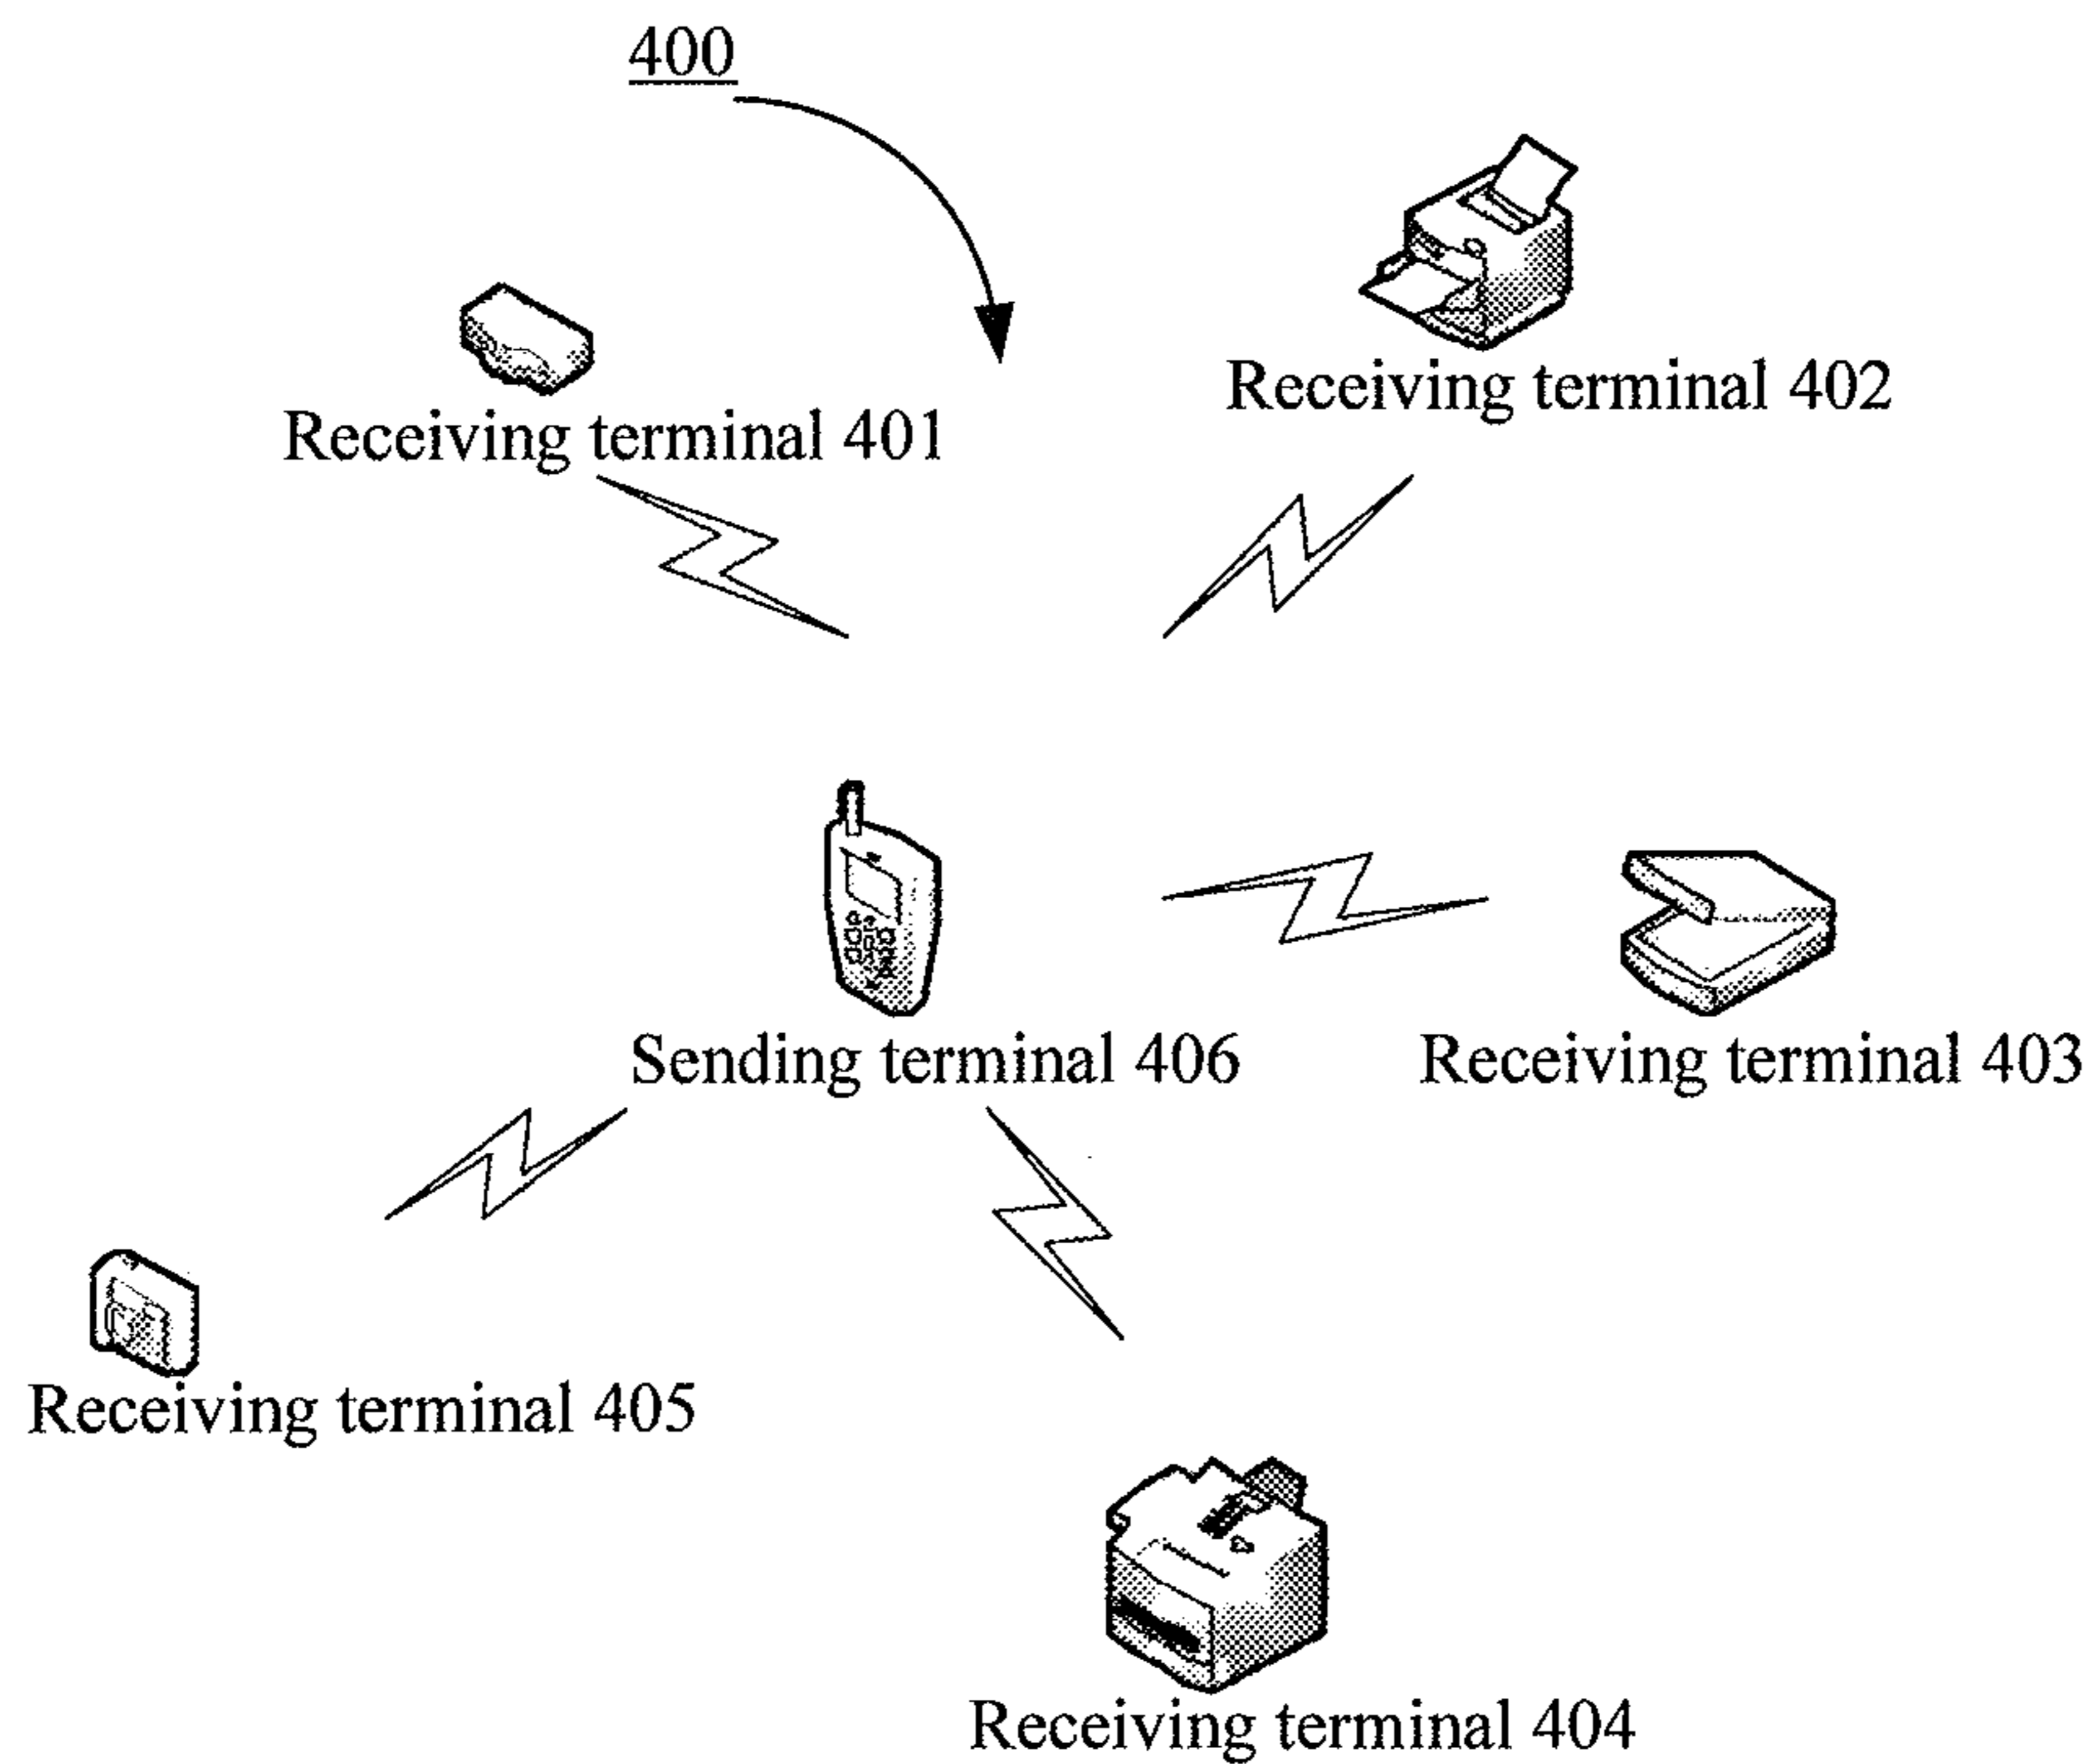 400
Receiving terminal 402
Receiving terminal 401
Sending terminal 406
Receiving terminal 403
Receiving terminal 405
Receiving terminal 404